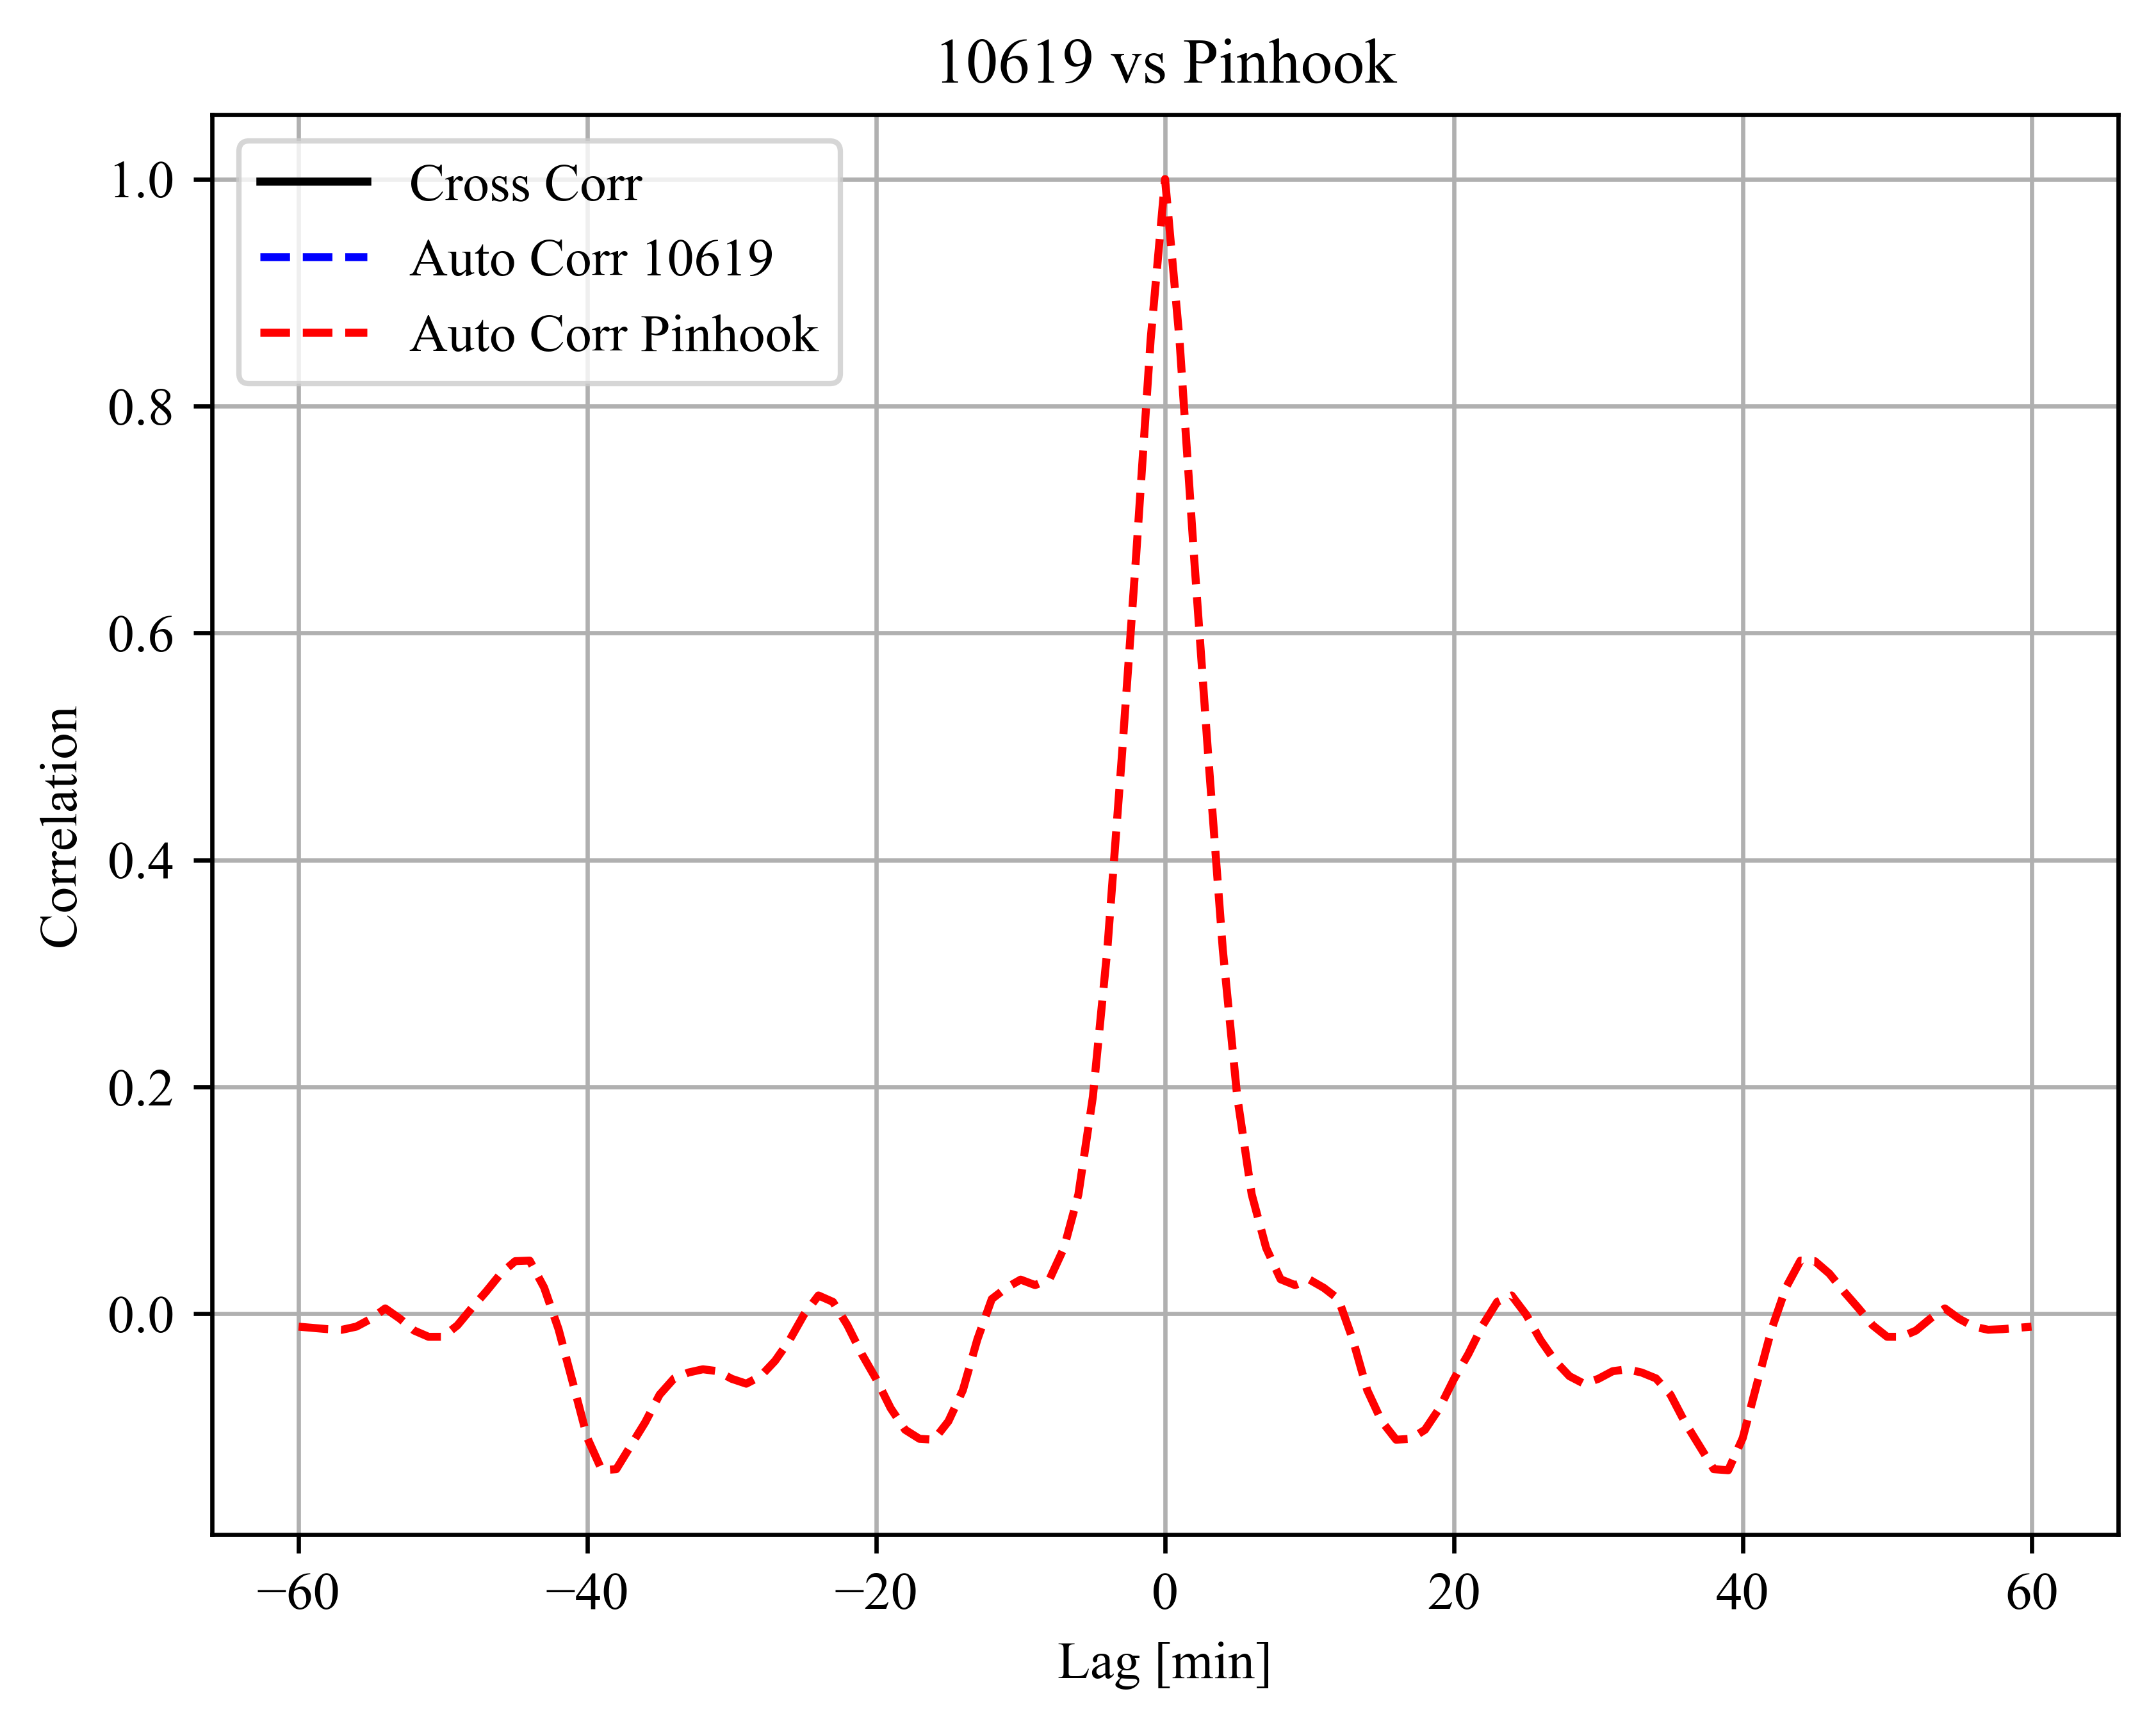 10619 vs Pinhook
Cross Corr
Auto Corr 10619
Auto Corr Pinhook
1.0
0.8
0.6
0.4
0.2
0.0
Correlation
−60 −40 −20 0 20 40 60
Lag [min]